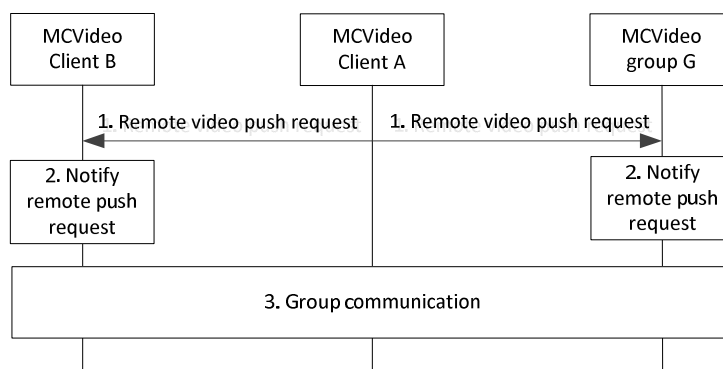 MCVideo
Client B
MCVideo
Client A
MCVideo
group G
1. Remote video push request
1. Remote video push request
2. Notify
remote push
request
2. Notify
remote push
request
3. Group communication